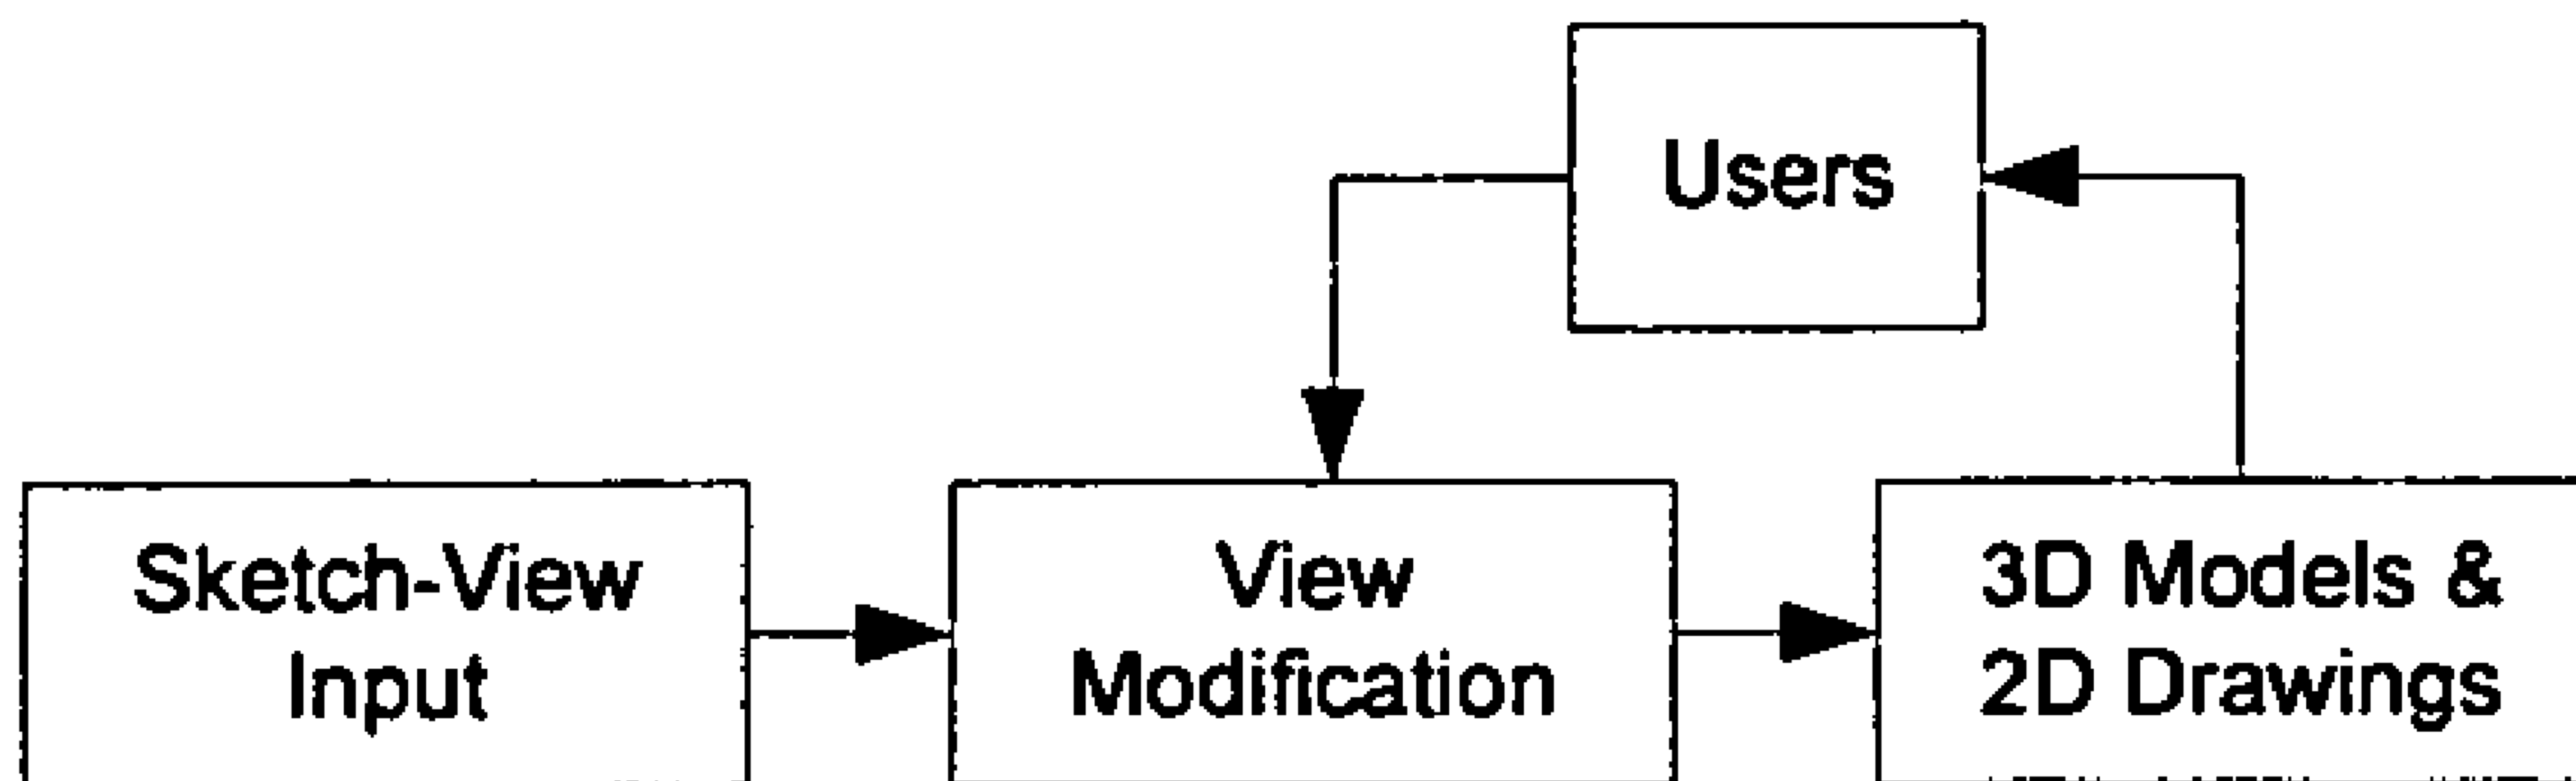 Users
Sketch-View
Input
View
Modification
3D Models &
2D Drawings